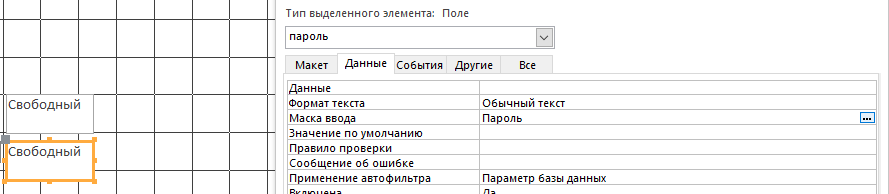 Тип выделенного элемента: Поле
пароль
Макет Данные События Другие Все
Данные
Формат текста Обычный текст
Маска ввода Пароль
Значение по умолчанию
Правило проверки
Сообщение об ошибке
Применение автофильтра Параметр базы данных
Включена Да
Свободный
Свободный